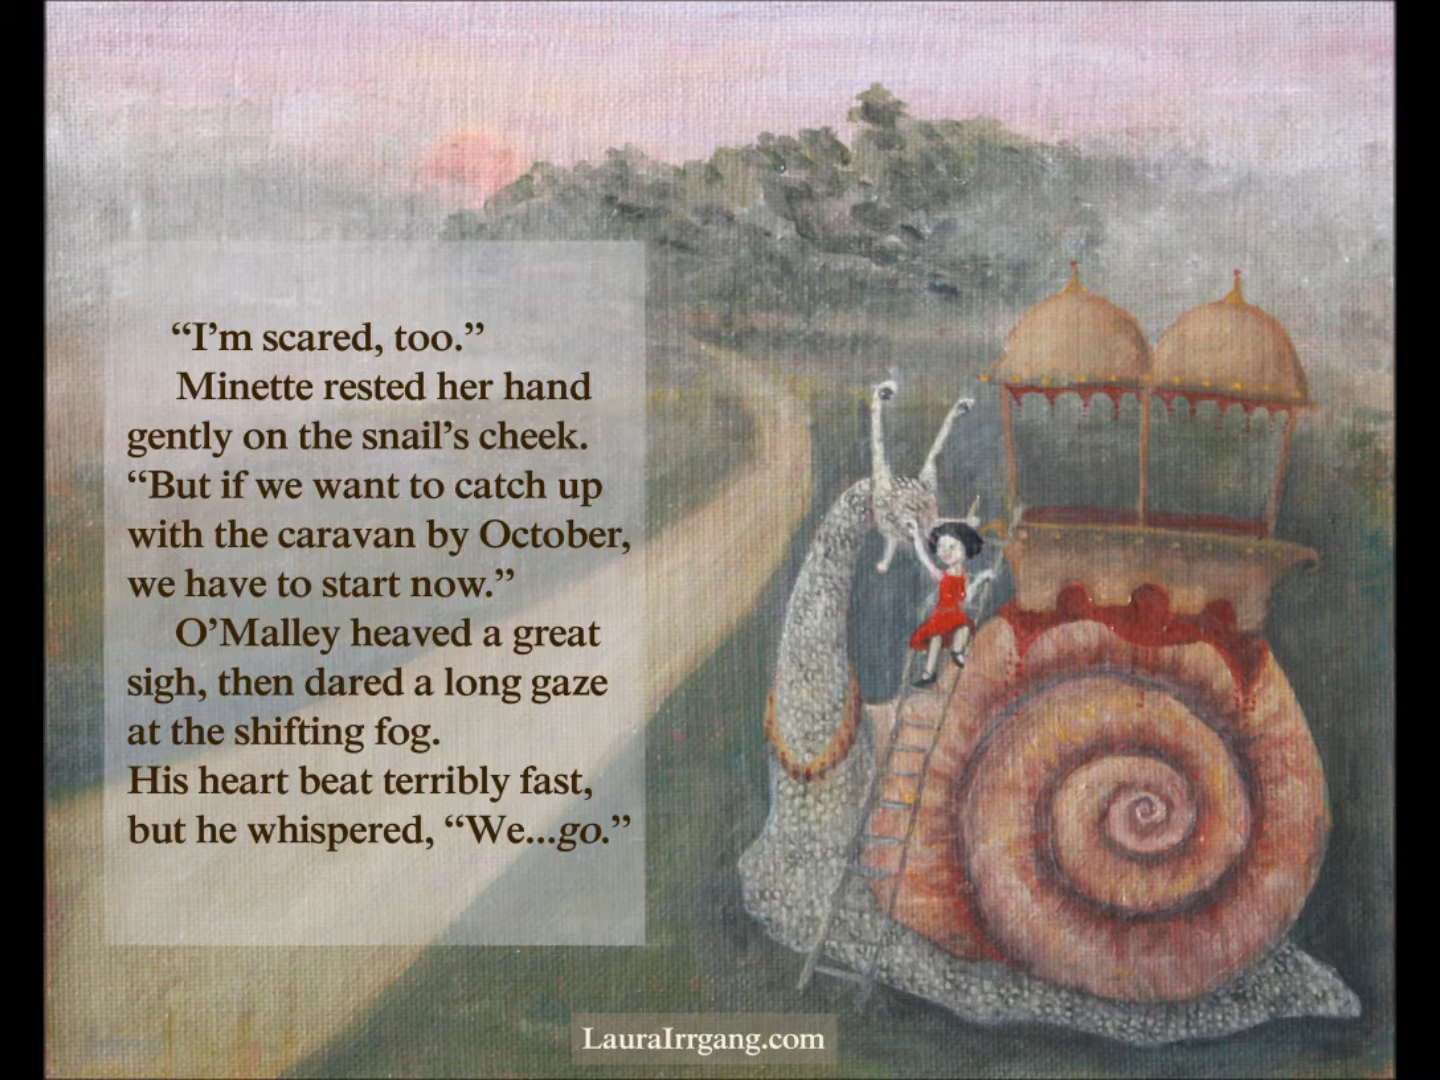 “I’m scared, too.”
Minette rested her hand
gently on the snail’s cheek.
“But if we want to catch up
with the caravan by October,
we have to start now.”
O’Malley heaved a great
sigh, then dared a long gaze
at the shifting fog.
His heart beat terribly fast,
but he whispered, “We...go.”
LauraIrrgang.com